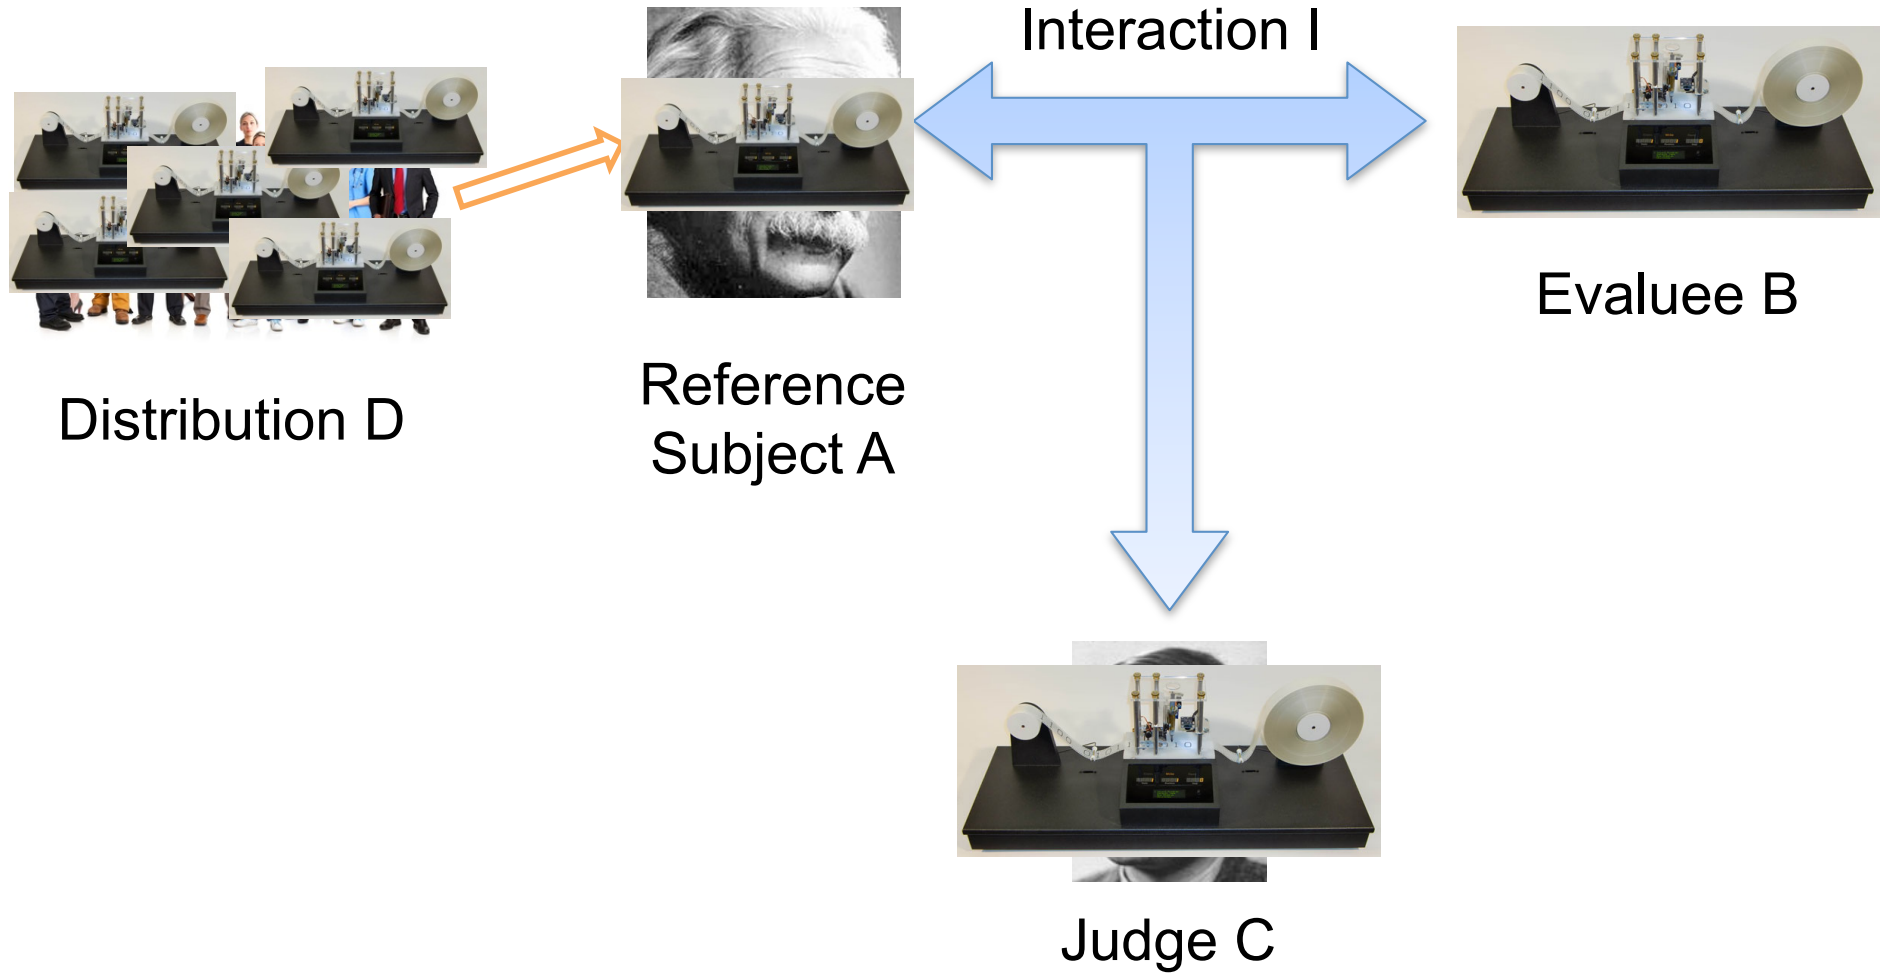 Interaction I
Evaluee B
Reference
Subject A
Distribution D
Judge C